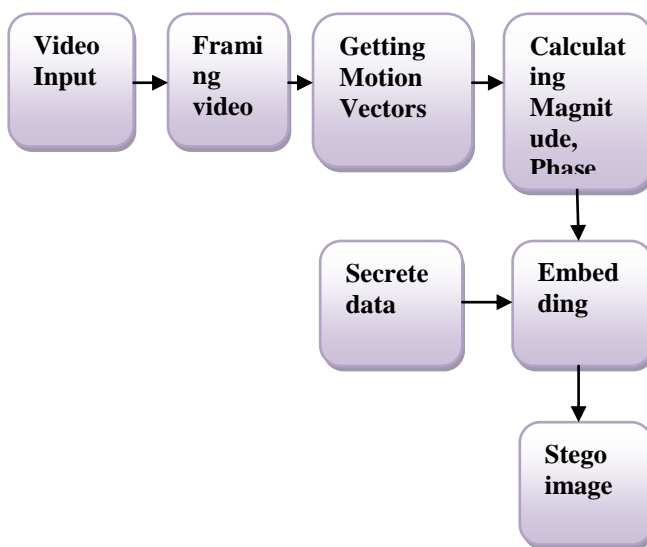 Video
Input
Frami
ng
video
Getting
Motion
Vectors
Calculat
ing
Magnit
ude,
Phase
Secrete
data
Embed
ding
Stego
image